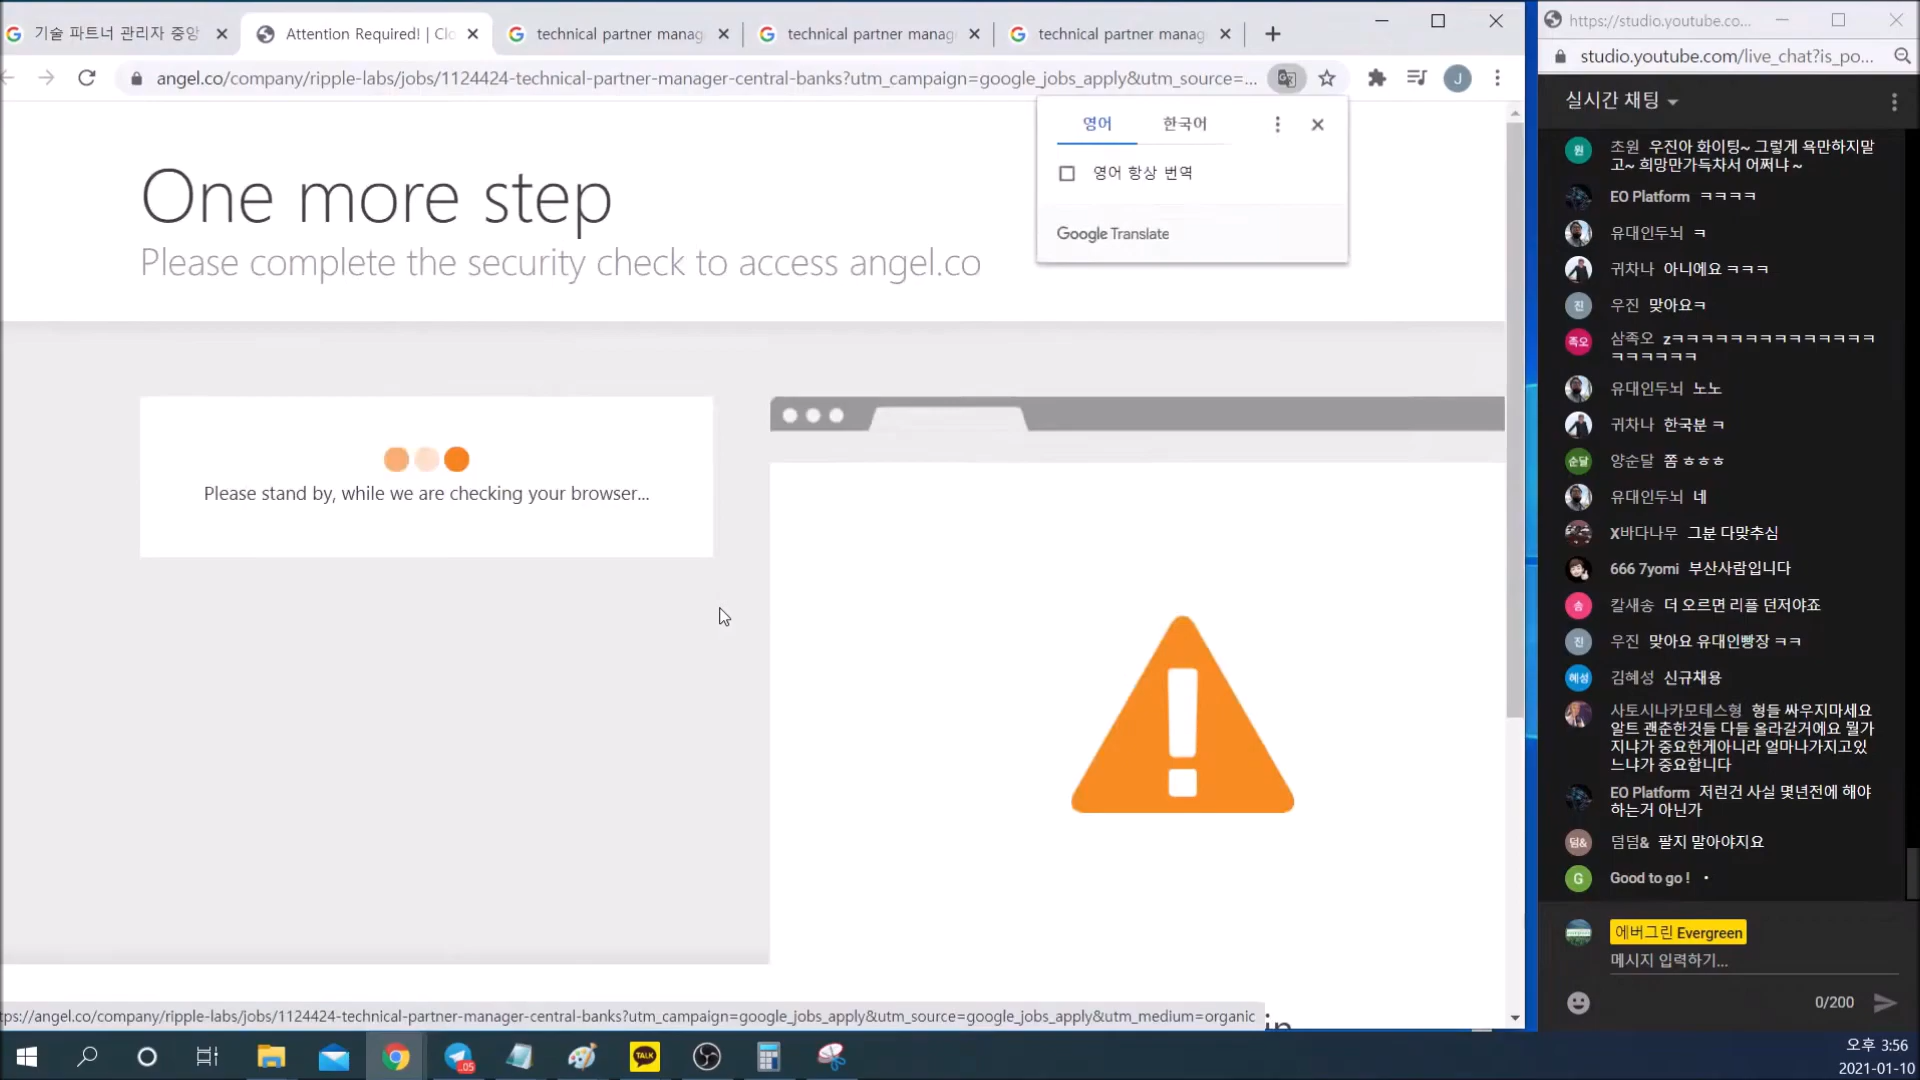 기술 파트너 관리자 중앙
Attention Required! | Clo
technical partner manag
technical partner manag
technical partner manag
angel.co/company/ripple-labs/jobs/1124424-technical-partner-manager-central-banks?utm_campaign=google_jobs_apply&utm_source=...
J
영어 한국어
영어 항상 번역
Google Translate
One more step
Please complete the security check to access angel.co
Please stand by, while we are checking your browser...
tps://angel.co/company/ripple-labs/jobs/1124424-technical-partner-manager-central-banks?utm_campaign=google_jobs_apply&utm_source=google_jobs_apply&utm_medium=organic
https://studio.youtube.co...
studio.youtube.com/live_chat?is_po...
실시간 채팅
원 초원 우진아 화이팅~ 그렇게 욕만하지말
고~ 희망만가득차서 어쩌냐 ~
EO Platform ㅋㅋㅋㅋ
유대인두뇌 ㅋ
귀차나 아니에요 ㅋㅋㅋ
진 우진 맞아요ㅋ
족오 삼족오 zㅋㅋㅋㅋㅋㅋㅋㅋㅋㅋㅋㅋㅋㅋ
ㅋㅋㅋㅋㅋㅋ
유대인두뇌 노노
귀차나 한국분 ㅋ
순달 양순달 쫌 ㅎㅎㅎ
유대인두뇌 네
X바다나무 그분 다맞추심
666 7yomi 부산사람입니다
송 칼새송 더 오르면 리플 던저야죠
진 우진 맞아요 유대인빵장 ㅋㅋ
혜성 김혜성 신규채용
사토시나카모테스형 형들 싸우지마세요
알트 괜춘한것들 다들 올라갈거에요 뭘가
지냐가 중요한게아니라 얼마나가지고있
느냐가 중요합니다
EO Platform 저런건 사실 몇년전에 해야
하는거 아닌가
덤& 덤덤& 팔지 말아야지요
G Good to go ! •
에버그린 Evergreen
메시지 입력하기...
0/200
TALK
오후 3:56
2021-01-10